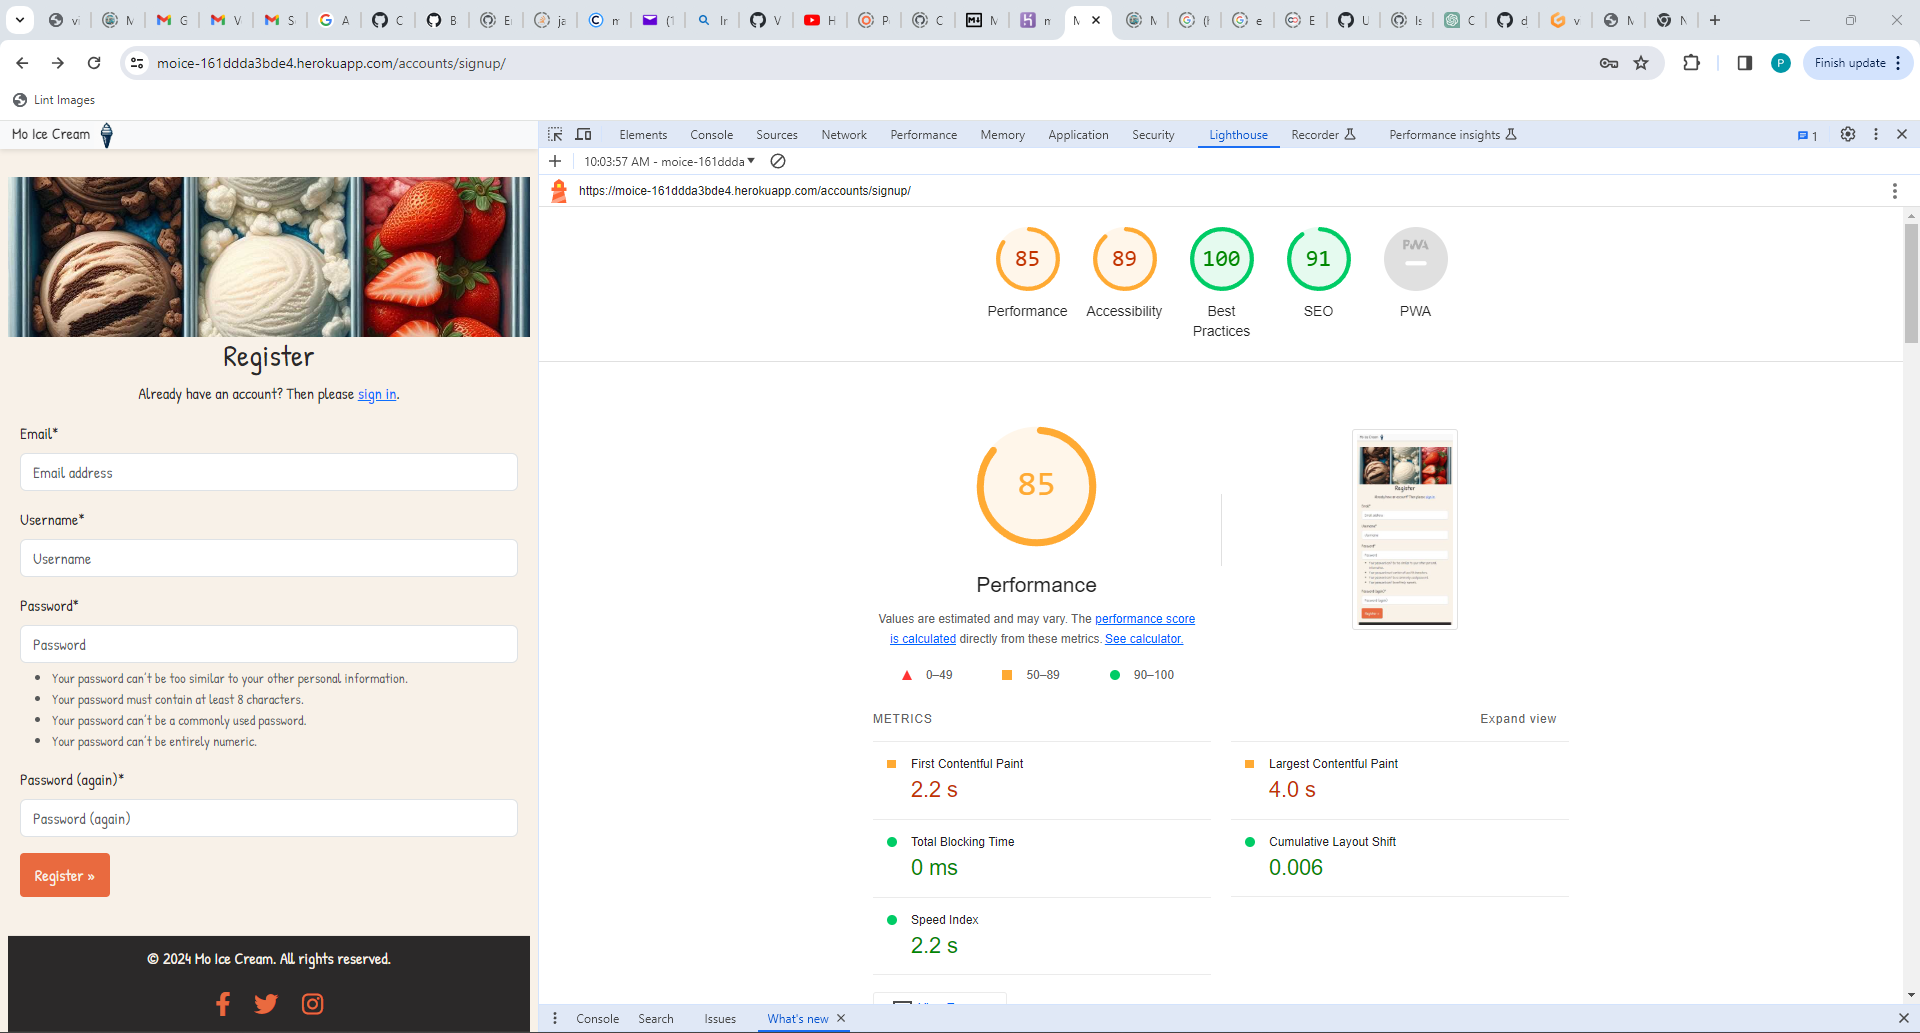 vi
M
G
V
S
A
C
B
Er
ja
m
(1
Ir
V
H
P
C
M
m
M
M
(h
e
E
U
Is
C
d
v
M
N
moice-161ddda3bde4.herokuapp.com/accounts/signup/
P
Finish update
Lint Images
Mo Ice Cream
Register
Already have an account? Then please sign in.
Email*
Email address
Username*
Username
Password*
Password
Your password can't be too similar to your other personal information.
Your password must contain at least 8 characters.
Your password can't be a commonly used password.
Your password can't be entirely numeric.
Password (again)*
Password (again)
Register »
© 2024 Mo Ice Cream. All rights reserved.
Elements
Console
Sources
Network
Performance
Memory
Application
Security
Lighthouse
Recorder
Performance insights
1
10:03:57 AM - moice-161ddda
https://moice-161ddda3bde4.herokuapp.com/accounts/signup/
85
Performance
89
Accessibility
100
Best
Practices
91
SEO
PWA
PWA
85
Performance
Values are estimated and may vary. The performance score
is calculated directly from these metrics. See calculator.
0–49
50–89
90–100
METRICS
Expand view
First Contentful Paint
2.2 s
Largest Contentful Paint
4.0 s
Total Blocking Time
0 ms
Cumulative Layout Shift
0.006
Speed Index
2.2 s
Console
Search
Issues
What's new